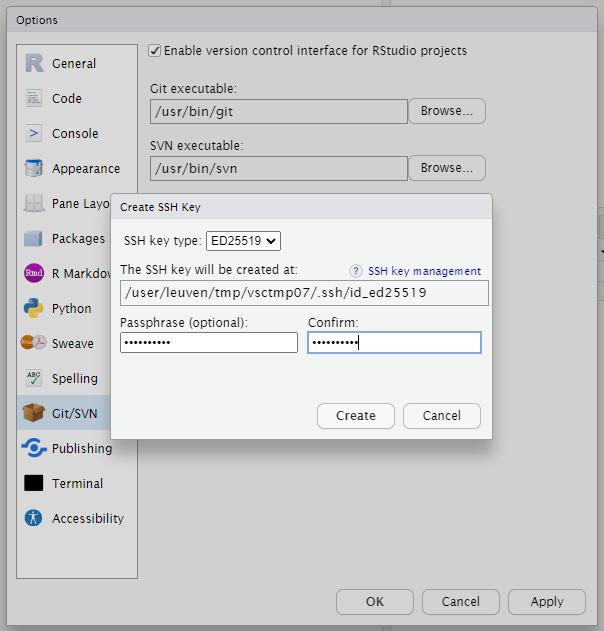 Options
General
Code
Console
Appearance
Pane Layo
Packages
R Markdow
Python
Sweave
Spelling
Git/SVN
Publishing
Terminal
Accessibility
Enable version control interface for RStudio projects
Git executable:
/usr/bin/git
Browse...
SVN executable:
/usr/bin/svn
Browse...
Create SSH Key
SSH key type: ED25519
The SSH key will be created at:
? SSH key management
/user/leuven/tmp/vsctmp07/.ssh/id_ed25519
Passphrase (optional):
••••••••••
Confirm:
••••••••••
Create
Cancel
OK
Cancel
Apply